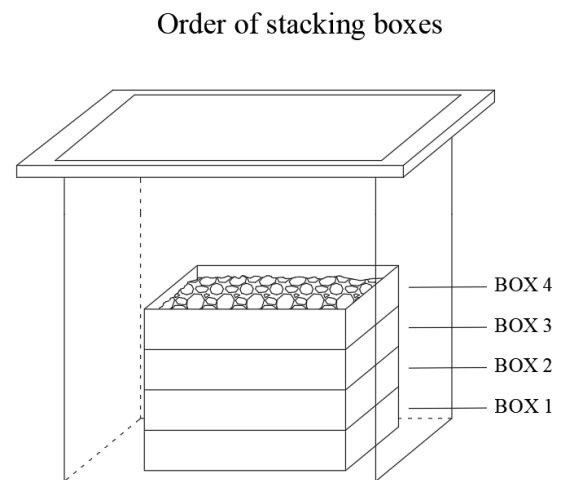 Order of stacking boxes
BOX 4
BOX 3
BOX 2
BOX 1